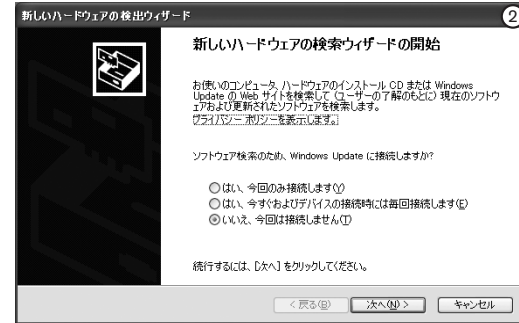 新しいハードウェアの検出ウィザード
②
新しいハードウェアの検索ウィザードの開始
お使いのコンピュータ、ハードウェアのインストール CD または Windows
Update の Web サイトを検索して (ユーザーの了解のもとに) 現在のソフトウ
ェアおよび更新されたソフトウェアを検索します。
プライバシー ポリシーを表示します。
ソフトウェア検索のため、Windows Update に接続しますか?
はい、今回のみ接続します(Y)
はい、今すぐおよびデバイスの接続時には毎回接続します(E)
いいえ、今回は接続しません(T)
続行するには、[次へ] をクリックしてください。
< 戻る(B)
次へ(N) >
キャンセル